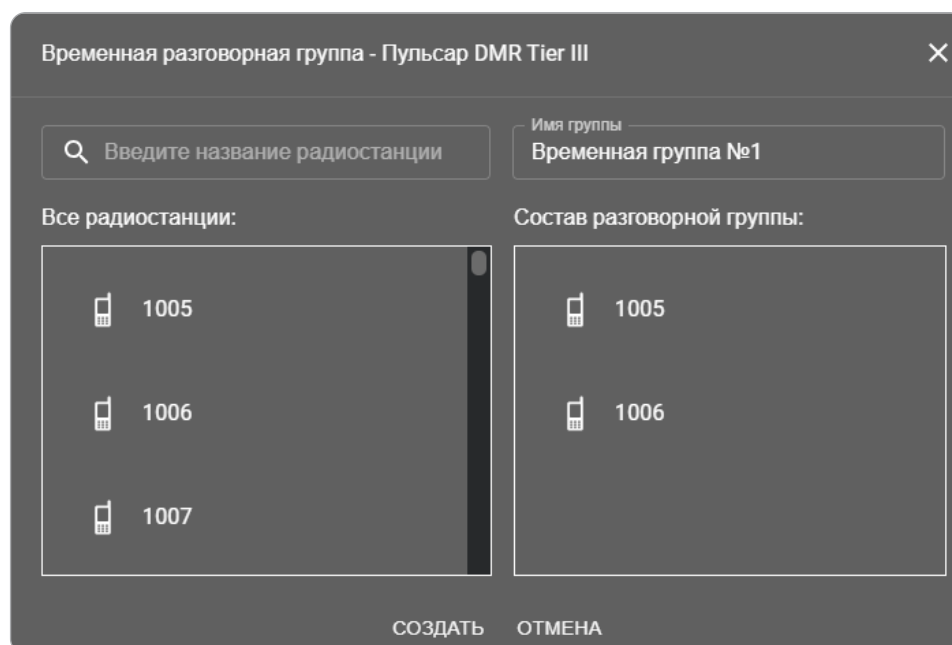 Временная разговорная группа - Пульсар DMR Tier III
Введите название радиостанции
Имя группы
Временная группа №1
Все радиостанции:
1005
1006
1007
Состав разговорной группы:
1005
1006
СОЗДАТЬ ОТМЕНА